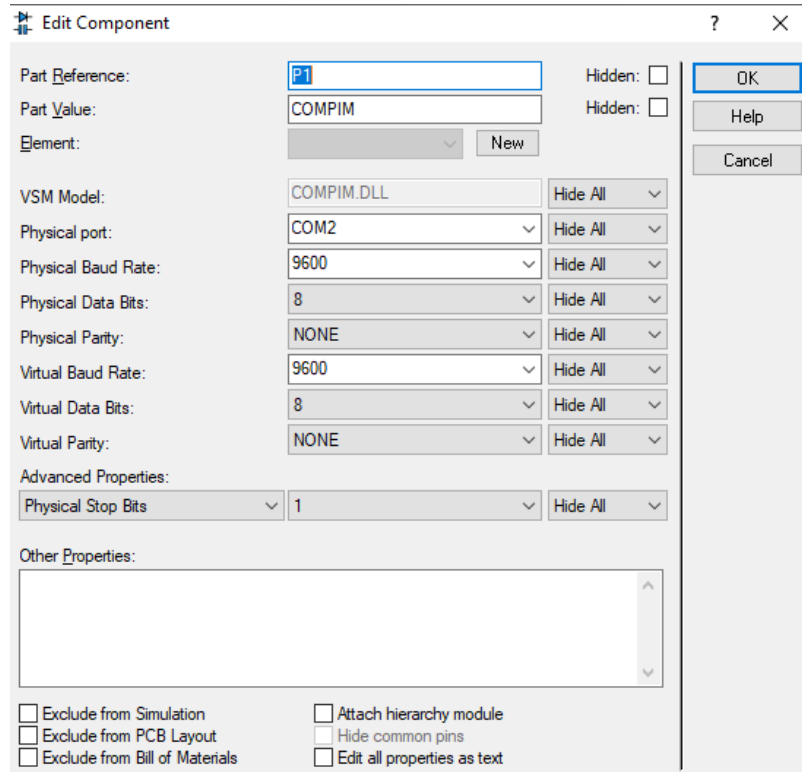 Edit Component ? ×
Part Reference: P1 Hidden: OK
Part Value: COMPIM Hidden: Help
Element: New Cancel
VSM Model: COMPIM.DLL Hide All
Physical port: COM2 Hide All
Physical Baud Rate: 9600 Hide All
Physical Data Bits: 8 Hide All
Physical Parity: NONE Hide All
Virtual Baud Rate: 9600 Hide All
Virtual Data Bits: 8 Hide All
Virtual Parity: NONE Hide All
Advanced Properties:
Physical Stop Bits 1 Hide All
Other Properties:
Exclude from Simulation Attach hierarchy module
Exclude from PCB Layout Hide common pins
Exclude from Bill of Materials Edit all properties as text